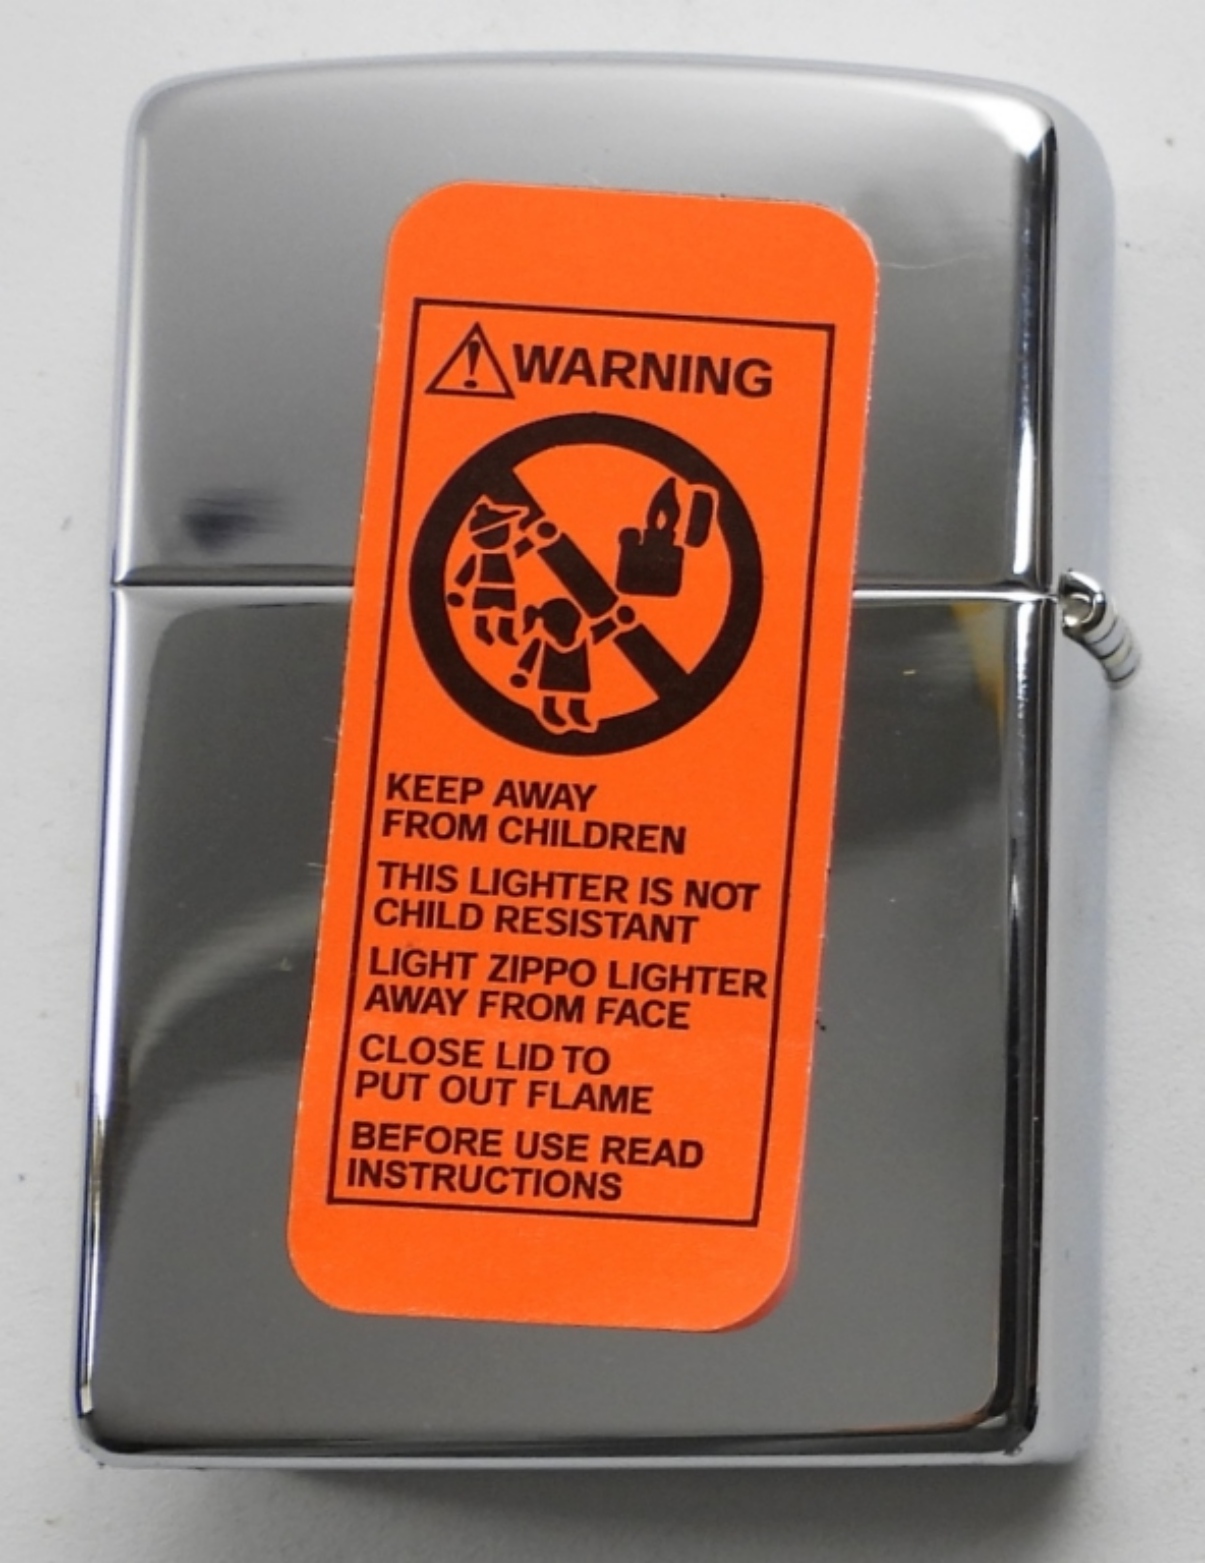 WARNING
KEEP AWAY
FROM CHILDREN
THIS LIGHTER IS NOT
CHILD RESISTANT
LIGHT ZIPPO LIGHTER
AWAY FROM FACE
CLOSE LID TO
PUT OUT FLAME
BEFORE USE READ
INSTRUCTIONS